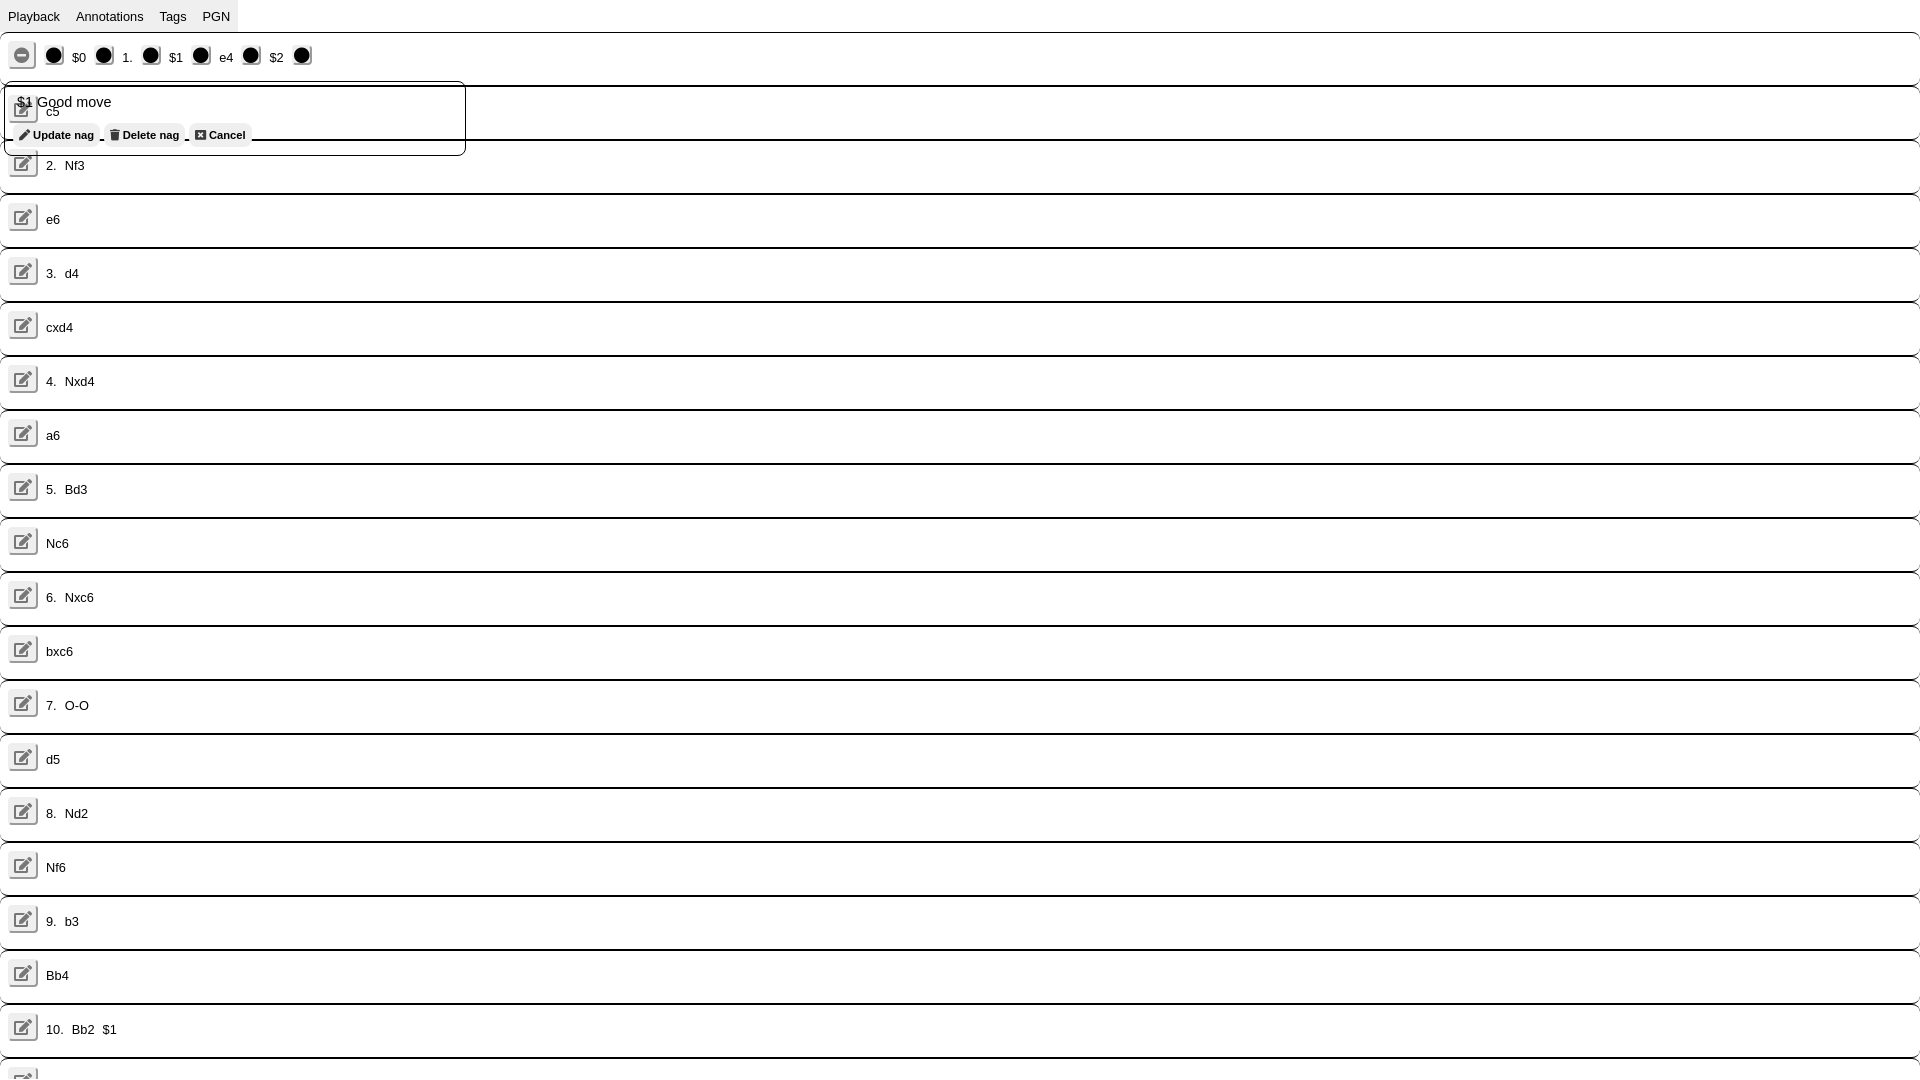 Playback Annotations Tags PGN
$0 1. $1 e4 $2
$1 Good move
c5
Update nag Delete nag Cancel
2. Nf3
e6
3. d4
cxd4
4. Nxd4
a6
5. Bd3
Nc6
6. Nxc6
bxc6
7. O-O
d5
8. Nd2
Nf6
9. b3
Bb4
10. Bb2 $1